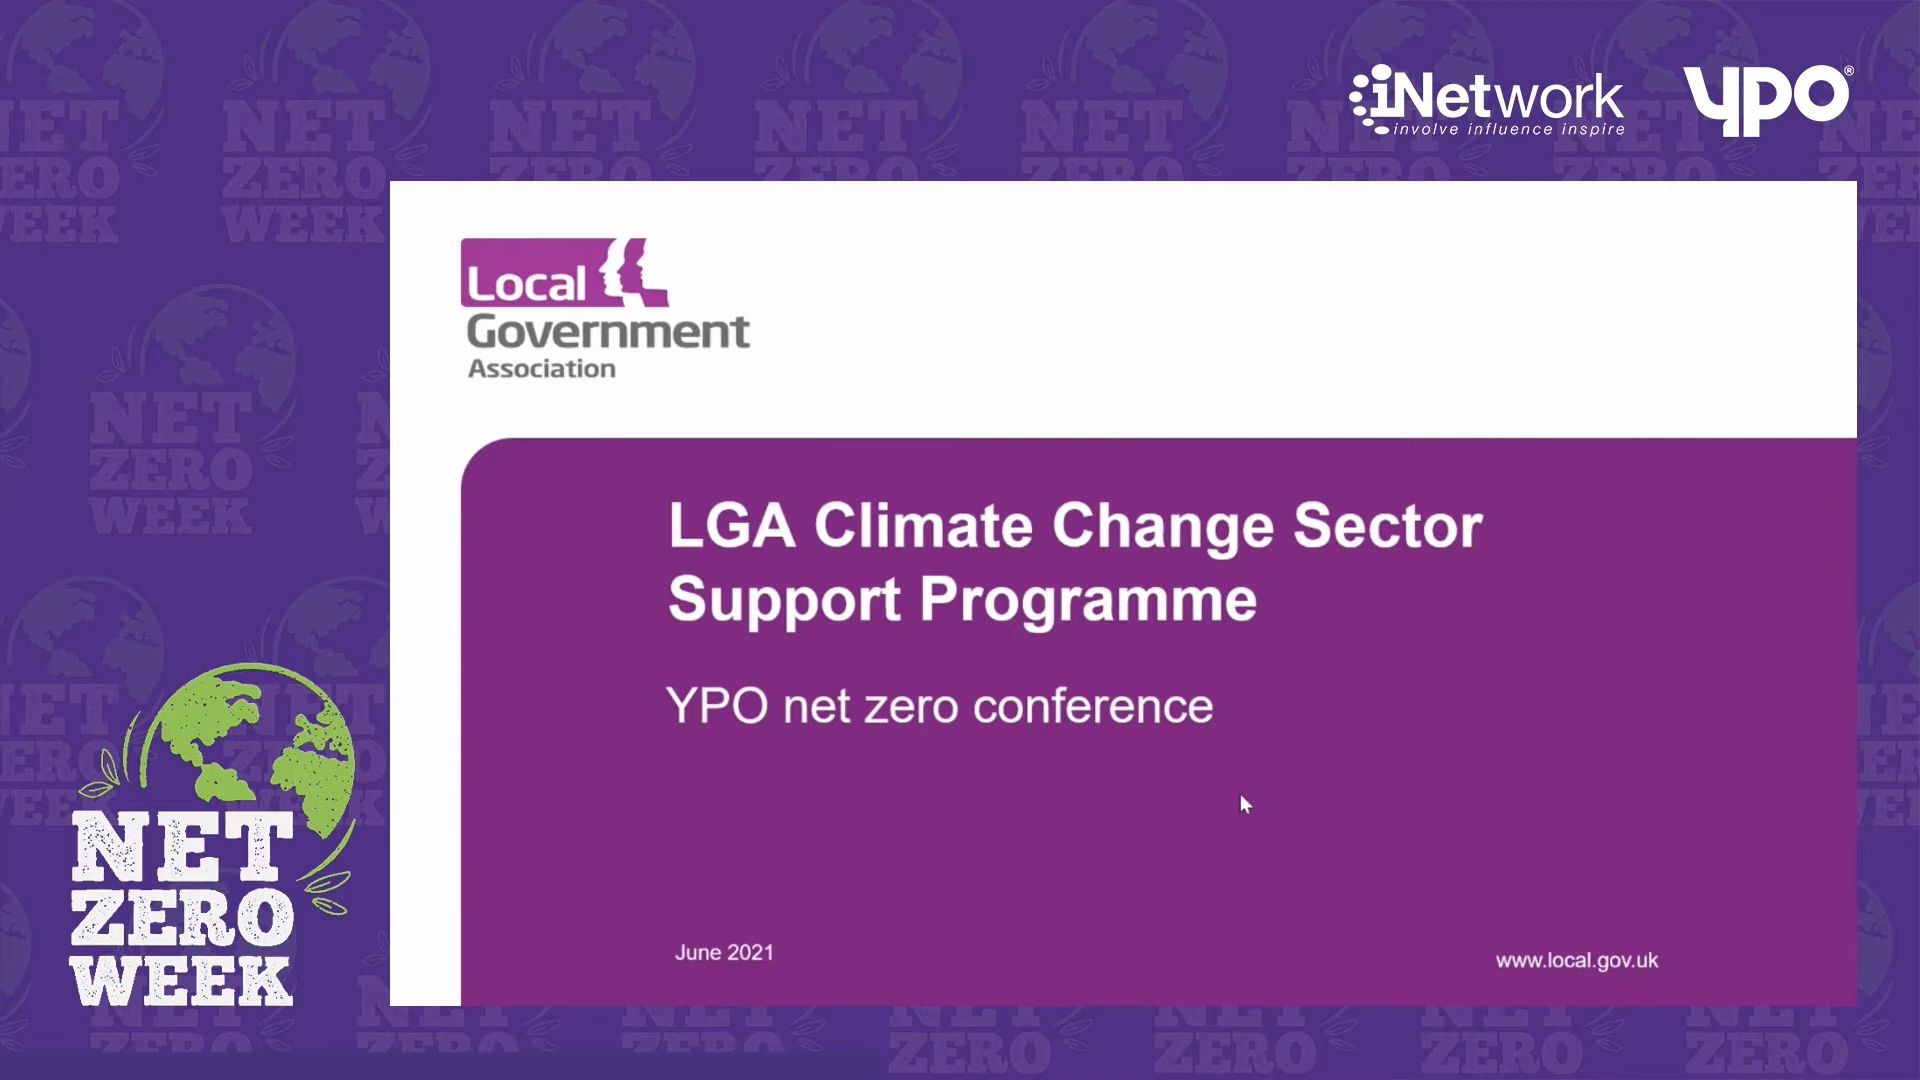 iNetwork
involve influence inspire
YPO®
Local
Government
Association
LGA Climate Change Sector
Support Programme
YPO net zero conference
June 2021
www.local.gov.uk
NET
ZERO
WEEK